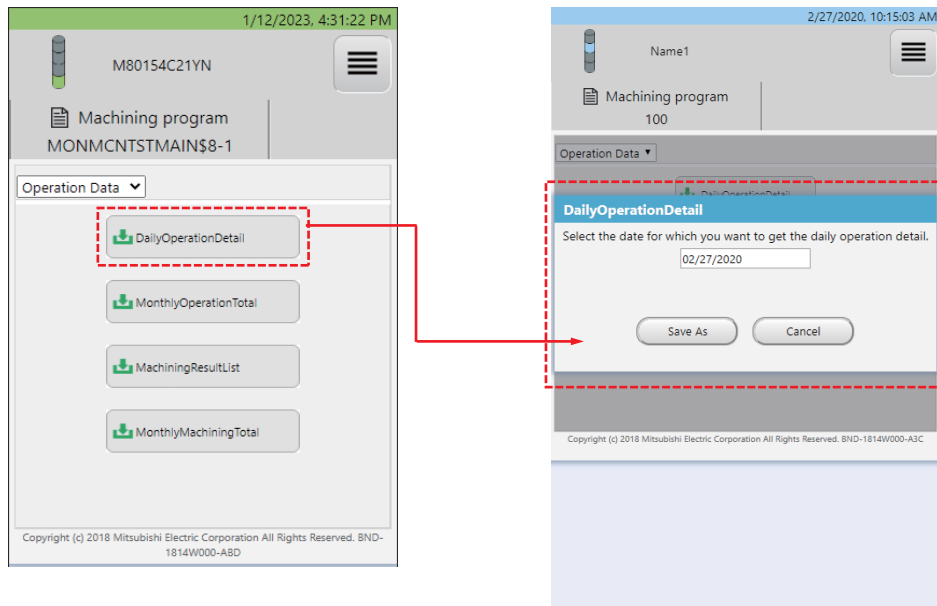 1/12/2023, 4:31:22 PM
M80154C21YN
Machining program
MONMCNTSTMAIN$8-1
Operation Data
DailyOperationDetail
MonthlyOperationTotal
MachiningResultList
MonthlyMachiningTotal
Copyright (c) 2018 Mitsubishi Electric Corporation All Rights Reserved. BND-
1814W000-ABD
2/27/2020, 10:15:03 AM
Name1
Machining program
100
Operation Data
DailyOperationDetail
DailyOperationDetail
Select the date for which you want to get the daily operation detail.
02/27/2020
Save As
Cancel
Copyright (c) 2018 Mitsubishi Electric Corporation All Rights Reserved. BND-1814W000-A3C